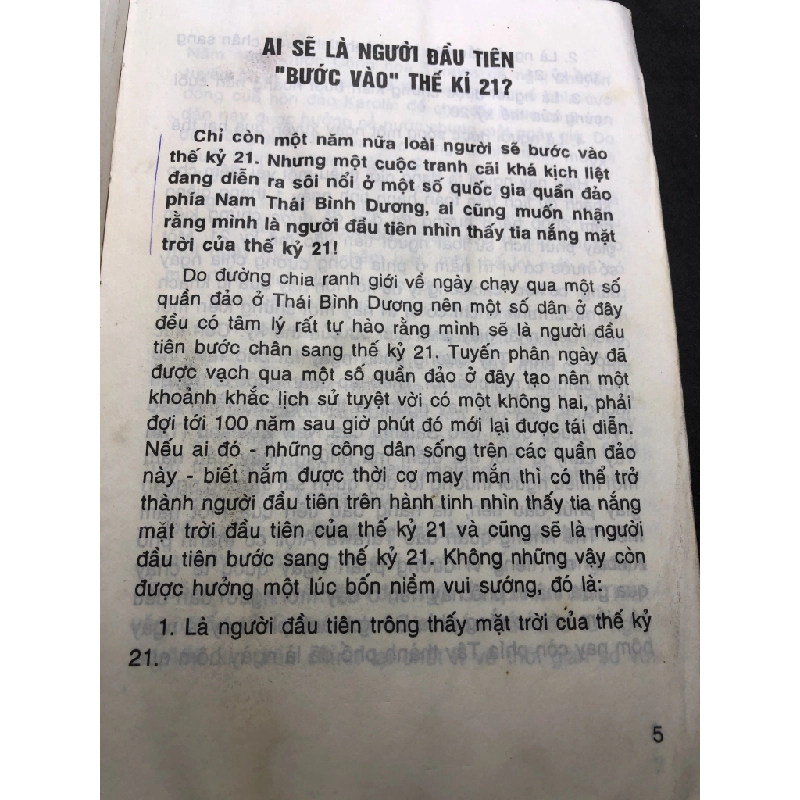 AI SẼ LÀ NGƯỜI ĐẦU TIÊN
"BƯỚC VÀO" THẾ KỈ 21?
Chỉ còn một năm nữa loài người sẽ bước vào
thế kỷ 21. Nhưng một cuộc tranh cãi khá kịch liệt
đang diễn ra sôi nổi ở một số quốc gia quần đảo
phía Nam Thái Bình Dương, ai cũng muốn nhận
rằng mình là người đầu tiên nhìn thấy tia nắng mặt
trời của thế kỷ 21!
Do đường chia ranh giới về ngày chạy qua một số
quần đảo ở Thái Bình Dương nên một số dân ở đây
đều có tâm lý rất tự hào rằng mình sẽ là người đầu
tiên bước chân sang thế kỷ 21. Tuyến phân ngày đã
được vạch qua một số quần đảo ở đây tạo nên một
khoảnh khắc lịch sử tuyệt vời có một không hai, phải
đợi tới 100 năm sau giờ phút đó mới lại được tái diễn.
Nếu ai đó - những công dân sống trên các quần đảo
này - biết nắm được thời cơ may mắn thì có thể trở
thành người đầu tiên trên hành tinh nhìn thấy tia nắng
mặt trời đầu tiên của thế kỷ 21 và cũng sẽ là người
đầu tiên bước sang thế kỷ 21. Không những vậy còn
được hưởng một lúc bốn niềm vui sướng, đó là:
1. Là người đầu tiên trông thấy mặt trời của thế kỷ
21.
5